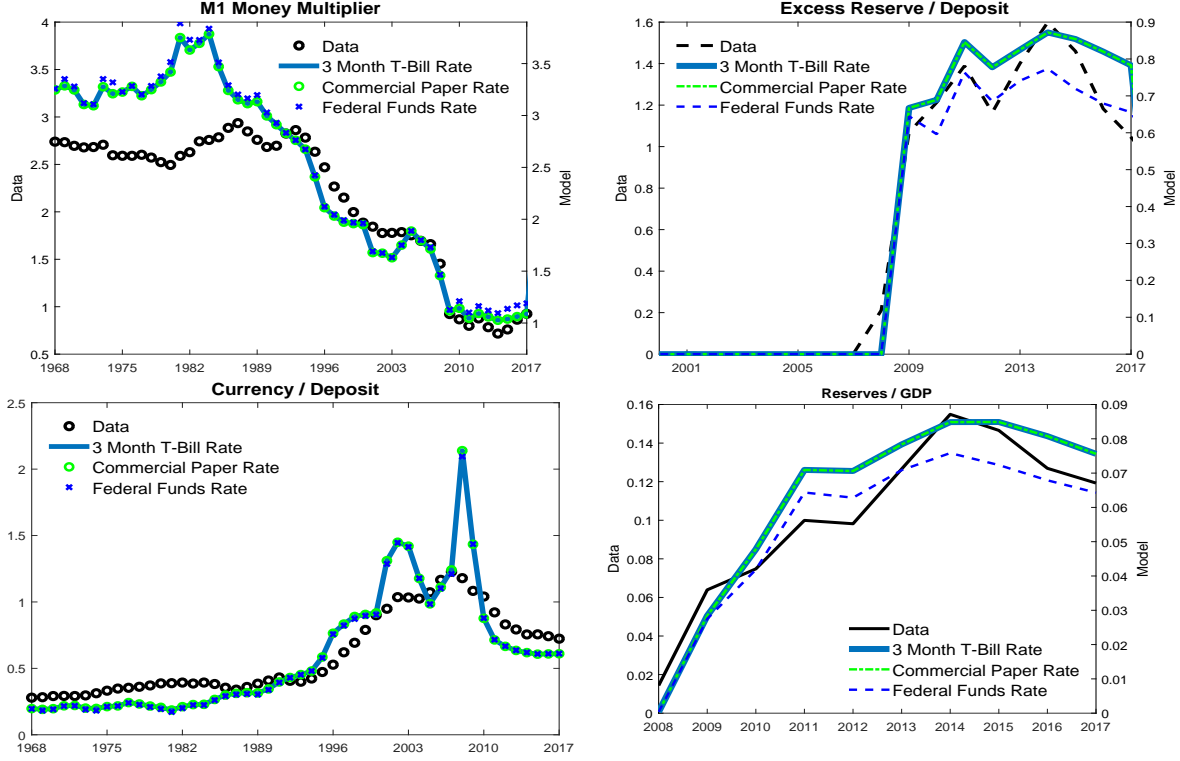 M1 Money Multiplier
4
3.5
3
2.5
2
1.5
1
0.5
Data
3.5
3
2.5
2
1.5
1
Model
Data
3 Month T-Bill Rate
Commercial Paper Rate
Federal Funds Rate
1968 1975 1982 1989 1996 2003 2010 2017
Excess Reserve / Deposit
1.6
1.4
1.2
1
0.8
0.6
0.4
0.2
0
Data
0.9
0.8
0.7
0.6
0.5
0.4
0.3
0.2
0.1
0
Model
Data
3 Month T-Bill Rate
Commercial Paper Rate
Federal Funds Rate
2001 2005 2009 2013 2017
Currency / Deposit
2.5
2
1.5
1
0.5
0
Data
3 Month T-Bill Rate
Commercial Paper Rate
Federal Funds Rate
1968 1975 1982 1989 1996 2003 2010 2017
Reserves / GDP
0.16
0.14
0.12
0.1
0.08
0.06
0.04
0.02
0
Data
0.09
0.08
0.07
0.06
0.05
0.04
0.03
0.02
0.01
0
Model
Data
3 Month T-Bill Rate
Commercial Paper Rate
Federal Funds Rate
2008 2009 2010 2011 2012 2013 2014 2015 2016 2017